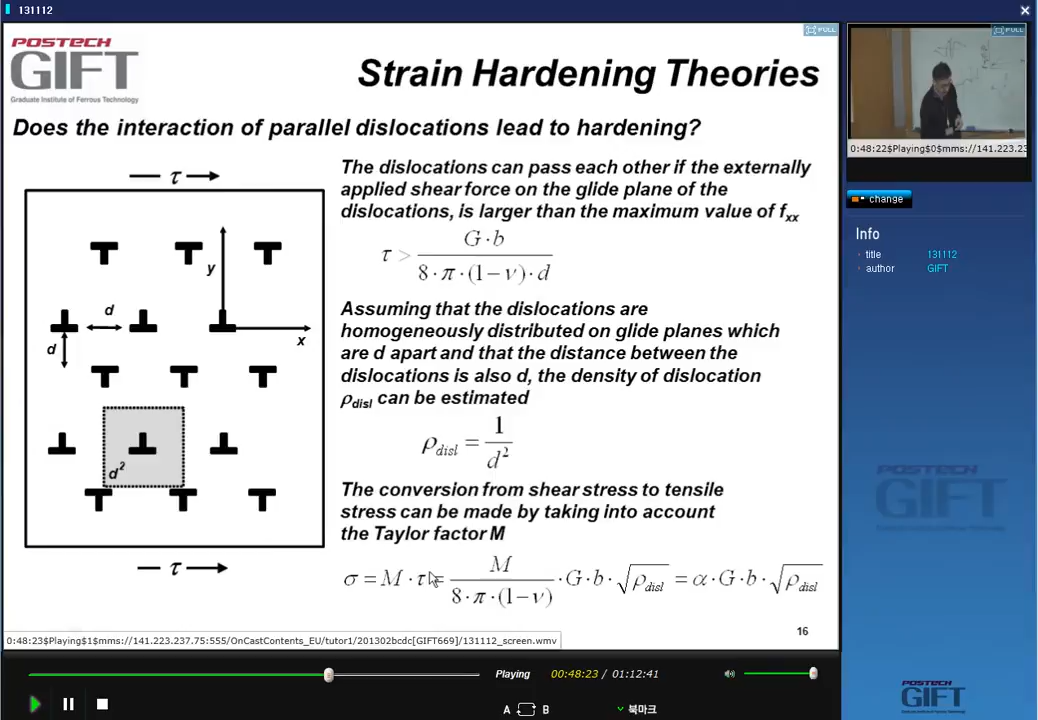 131112
POSTECH
GIFT
Graduate Institute of Ferrous Technology
Strain Hardening Theories
Does the interaction of parallel dislocations lead to hardening?
The dislocations can pass each other if the externally
applied shear force on the glide plane of the
dislocations, is larger than the maximum value of fxx
τ > G·b / 8·π·(1−ν)·d
Assuming that the dislocations are
homogeneously distributed on glide planes which
are d apart and that the distance between the
dislocations is also d, the density of dislocation
ρdisl can be estimated
ρdisl = 1 / d²
The conversion from shear stress to tensile
stress can be made by taking into account
the Taylor factor M
σ = M·τ = M / 8·π·(1−ν) ·G·b·√ρdisl = α·G·b·√ρdisl
τ
y
d
x
d
d²
τ
16
0:48:23$Playing$1$mms://141.223.237.75:555/OnCastContents_EU/tutor1/201302bcdc[GIFT669]/131112_screen.wmv
Playing
00:48:23 / 01:12:41
A B
북마크
FULL
FULL
0:48:22$Playing$0$mms://141.223.23
change
Info
title 131112
author GIFT
POSTECH
GIFT
POSTECH
GIFT